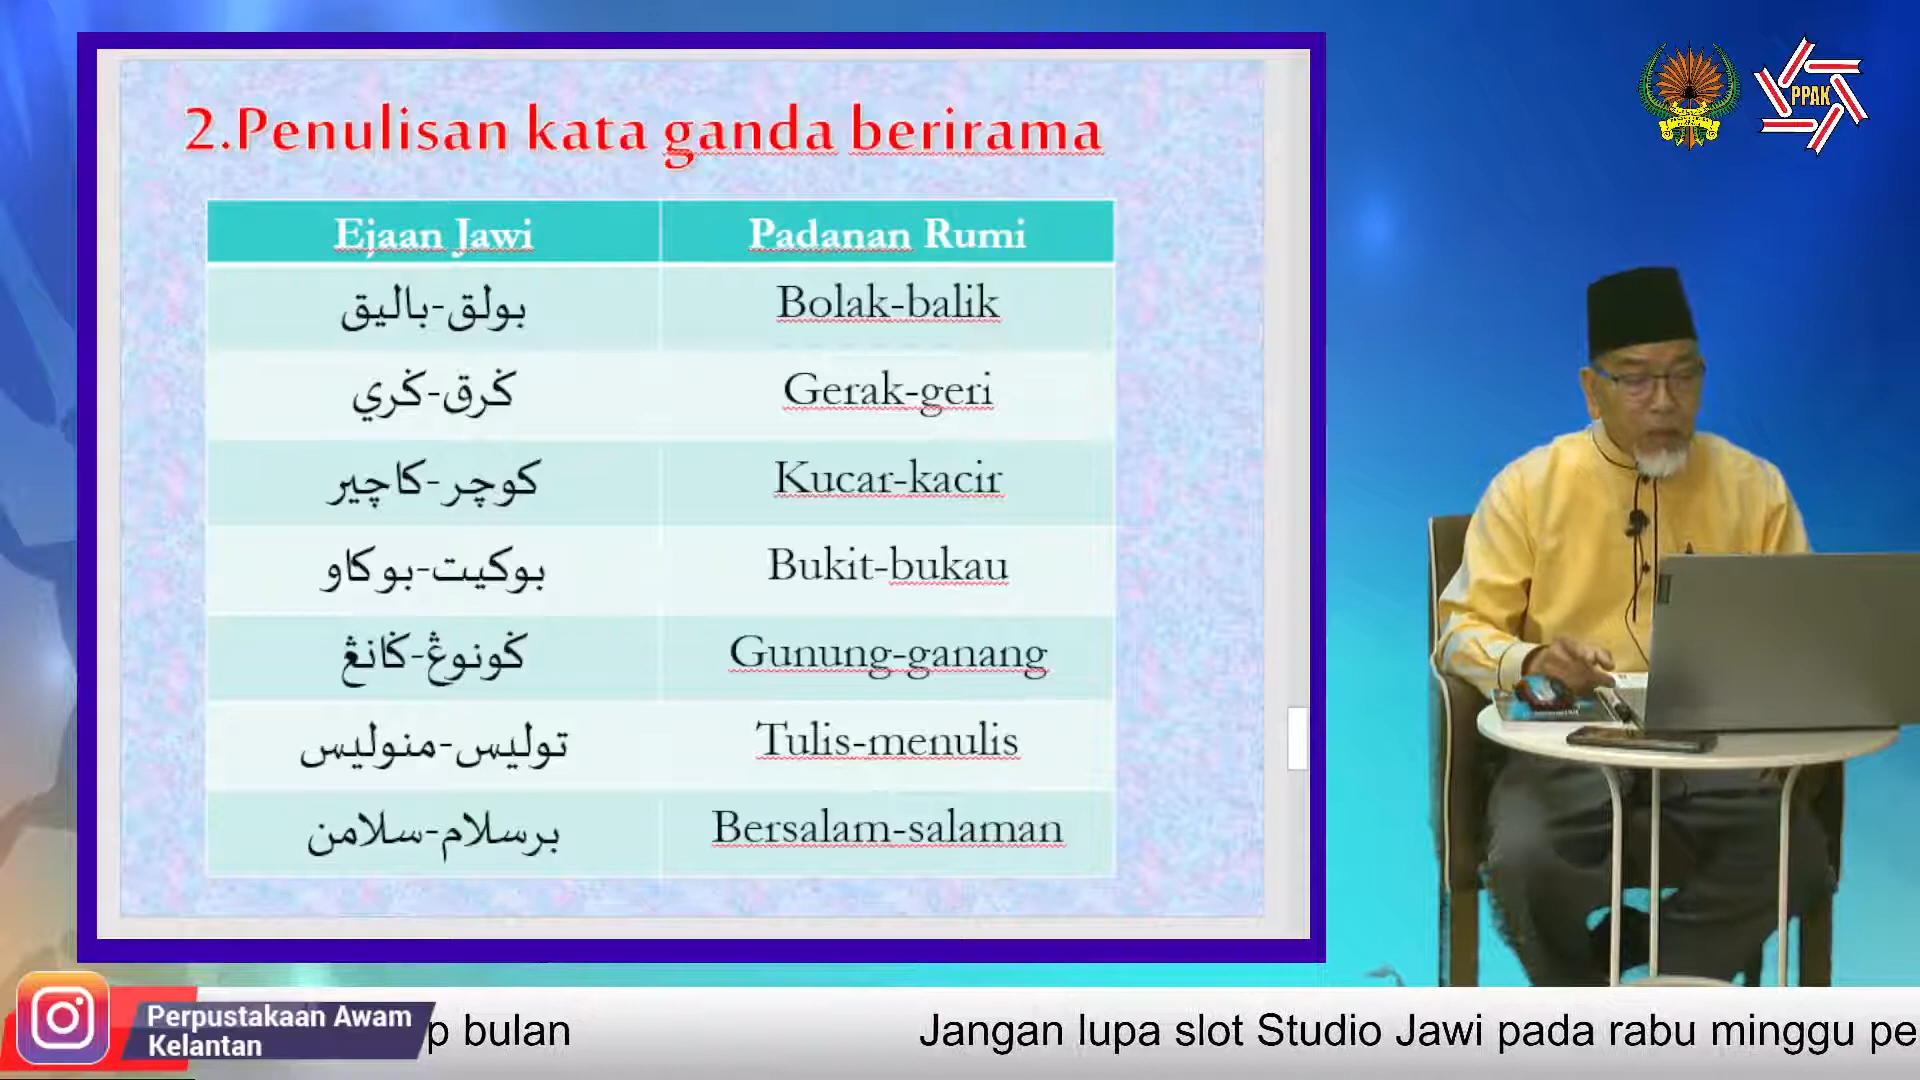 2.Penulisan kata ganda berirama
Ejaan Jawi Padanan Rumi
بولق-باليق Bolak-balik
ݢرق-ݢري Gerak-geri
كوچر-كاچير Kucar-kacir
بوكيت-بوكاو Bukit-bukau
ݢونوڠ-ݢانڠ Gunung-ganang
توليس-منوليس Tulis-menulis
برسلام-سلامن Bersalam-salaman
PPAK
Perpustakaan Awam
Kelantan
p bulan Jangan lupa slot Studio Jawi pada rabu minggu pe